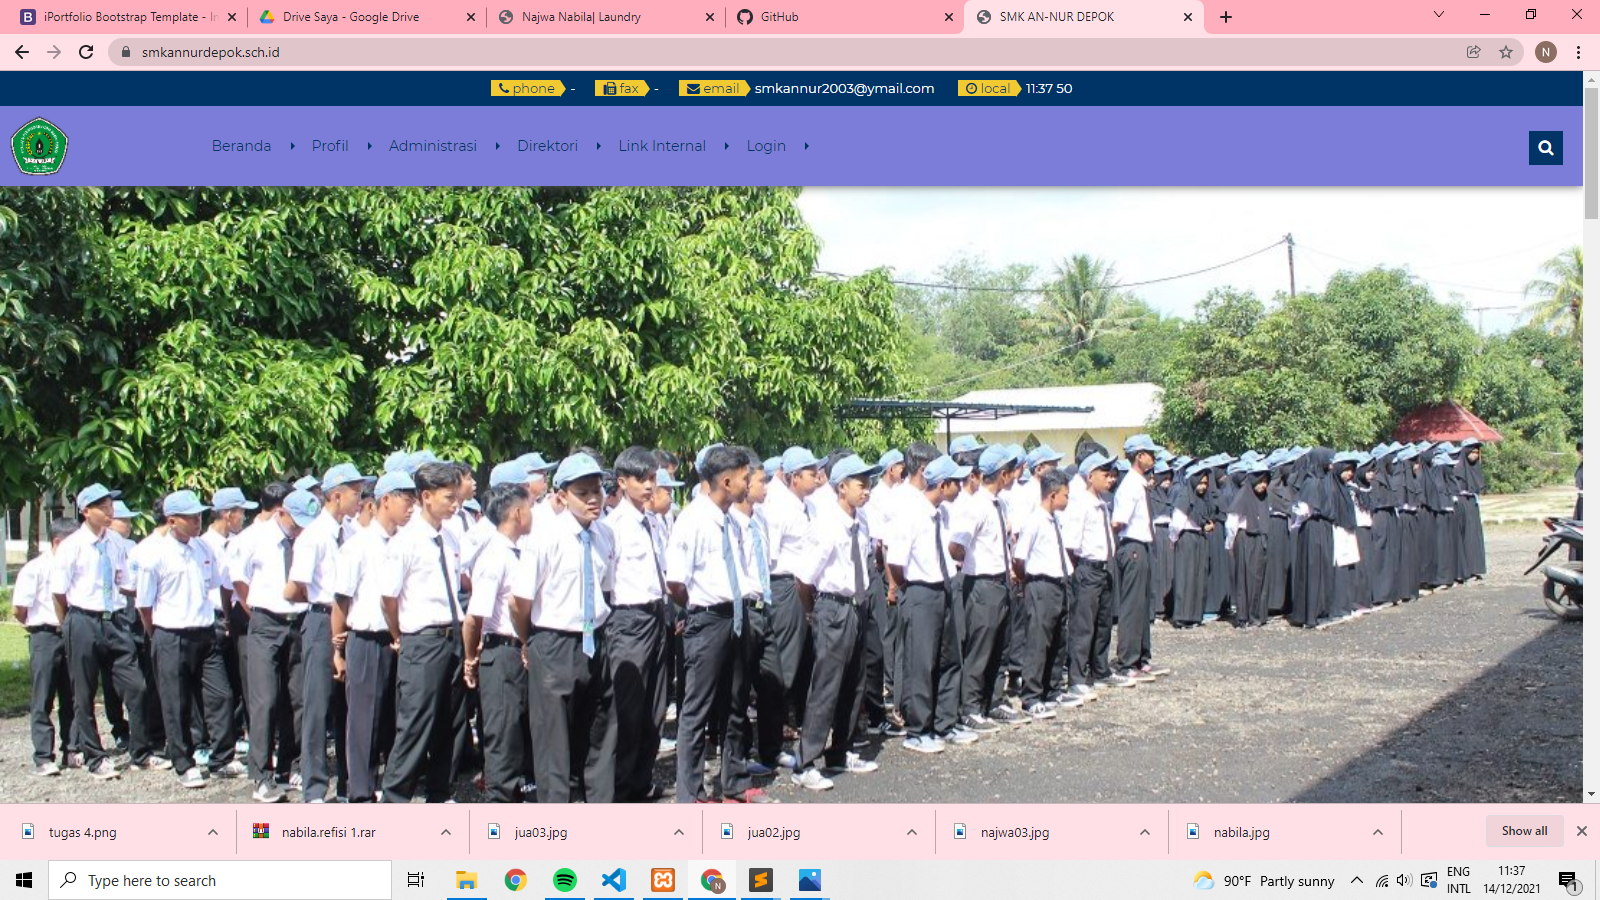 iPortfolio Bootstrap Template - In
Drive Saya - Google Drive
Najwa Nabila| Laundry
GitHub
SMK AN-NUR DEPOK
smkannurdepok.sch.id
N
phone -
fax -
email smkannur2003@ymail.com
local 11:37 50
Beranda
Profil
Administrasi
Direktori
Link Internal
Login
tugas 4.png
nabila.refisi 1.rar
jua03.jpg
jua02.jpg
najwa03.jpg
nabila.jpg
Show all
Type here to search
N
90°F Partly sunny
ENG
INTL
11:37
14/12/2021
1